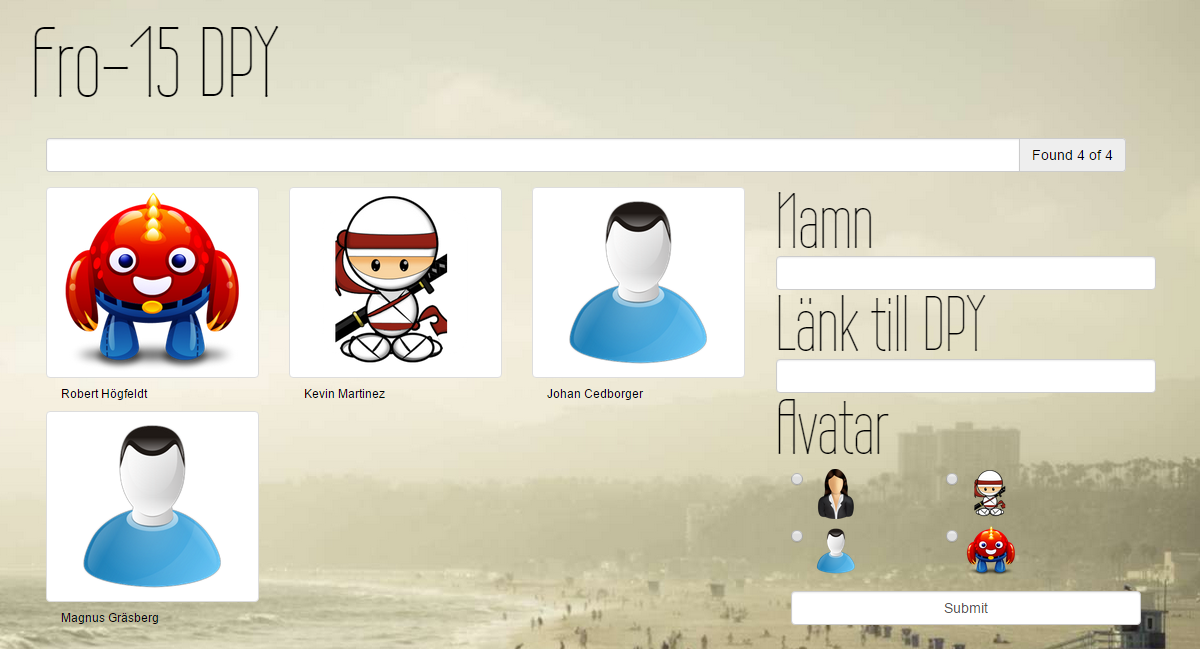 Fro-15 DPY
Found 4 of 4
Robert Högfeldt
Kevin Martinez
Johan Cedborger
Magnus Gräsberg
Namn
Länk till DPY
Avatar
Submit